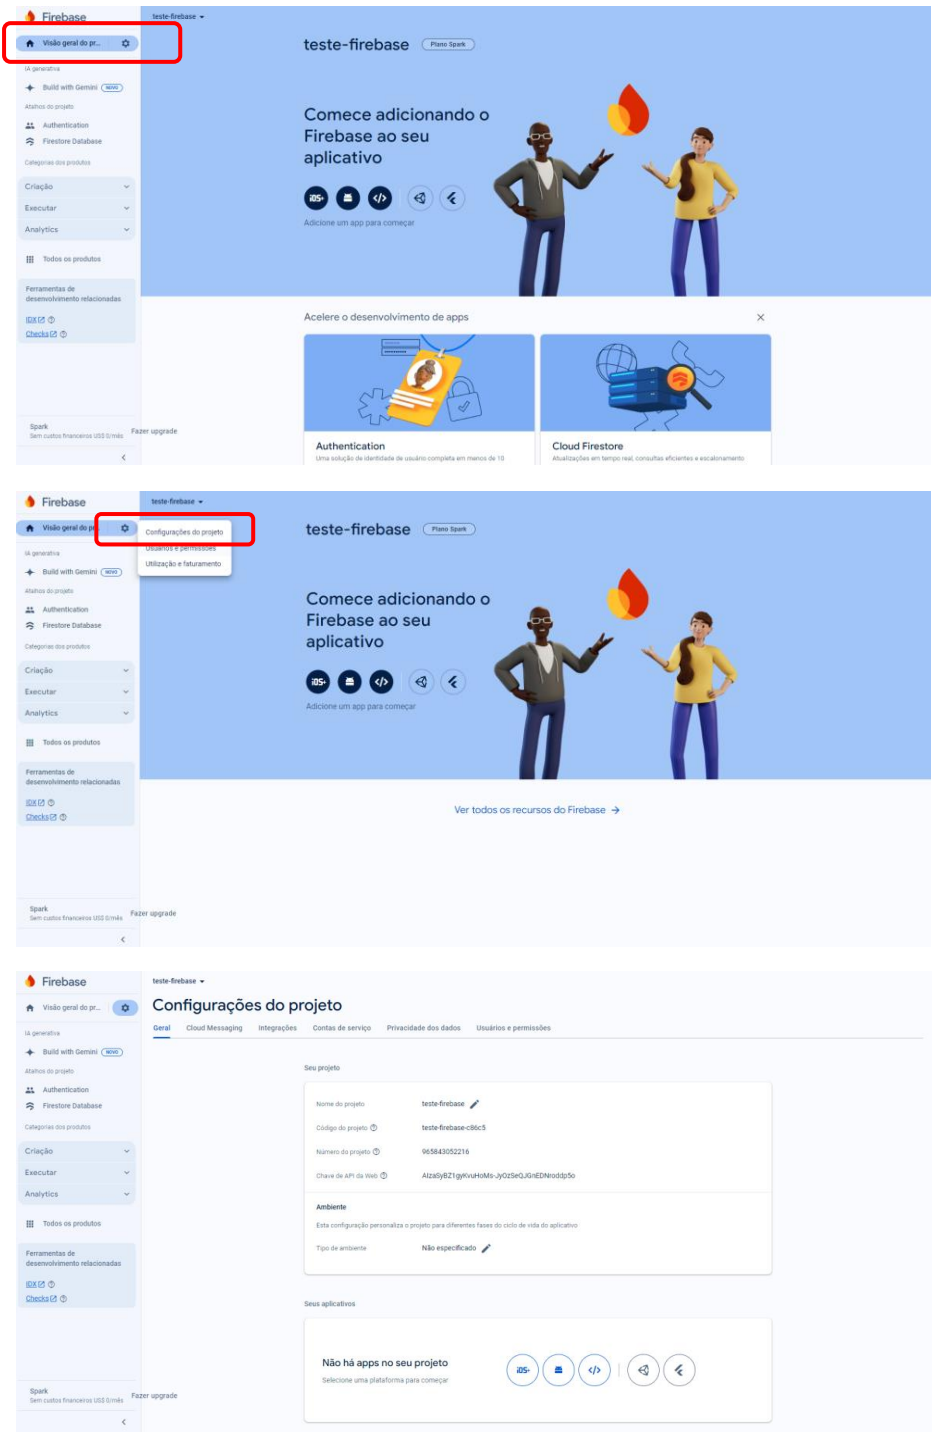 Firebase
teste-firebase
Visão geral do pr...
teste-firebase
Plano Spark
IA generativa
Build with Gemini
NOVO
Atalhos do projeto
Authentication
Firestore Database
Categorias dos produtos
Criação
Executar
Analytics
Todos os produtos
Ferramentas de
desenvolvimento relacionadas
IDX
Checks
Spark
Sem custos financeiros US$ 0/mês
Fazer upgrade
Comece adicionando o
Firebase ao seu
aplicativo
iOS+
Adicione um app para começar
Acelere o desenvolvimento de apps
Authentication
Uma solução de identidade de usuário completa em menos de 10
Cloud Firestore
Atualizações em tempo real, consultas eficientes e escalonamento
Firebase
teste-firebase
Visão geral do pr
Configurações do projeto
Usuários e permissões
Utilização e faturamento
teste-firebase
Plano Spark
IA generativa
Build with Gemini
NOVO
Atalhos do projeto
Authentication
Firestore Database
Categorias dos produtos
Criação
Executar
Analytics
Todos os produtos
Ferramentas de
desenvolvimento relacionadas
IDX
Checks
Spark
Sem custos financeiros US$ 0/mês
Fazer upgrade
Comece adicionando o
Firebase ao seu
aplicativo
iOS+
Adicione um app para começar
Ver todos os recursos do Firebase →
Firebase
teste-firebase
Visão geral do pr...
IA generativa
Build with Gemini
NOVO
Atalhos do projeto
Authentication
Firestore Database
Categorias dos produtos
Criação
Executar
Analytics
Todos os produtos
Ferramentas de
desenvolvimento relacionadas
IDX
Checks
Spark
Sem custos financeiros US$ 0/mês
Fazer upgrade
Configurações do projeto
Geral Cloud Messaging Integrações Contas de serviço Privacidade dos dados Usuários e permissões
Seu projeto
Nome do projeto teste-firebase
Código do projeto teste-firebase-c86c5
Número do projeto 965843052216
Chave de API da Web
Ambiente
Esta configuração personaliza o projeto para diferentes fases do ciclo de vida do aplicativo
Tipo de ambiente Não especificado
Seus aplicativos
Não há apps no seu projeto
Selecione uma plataforma para começar
iOS+